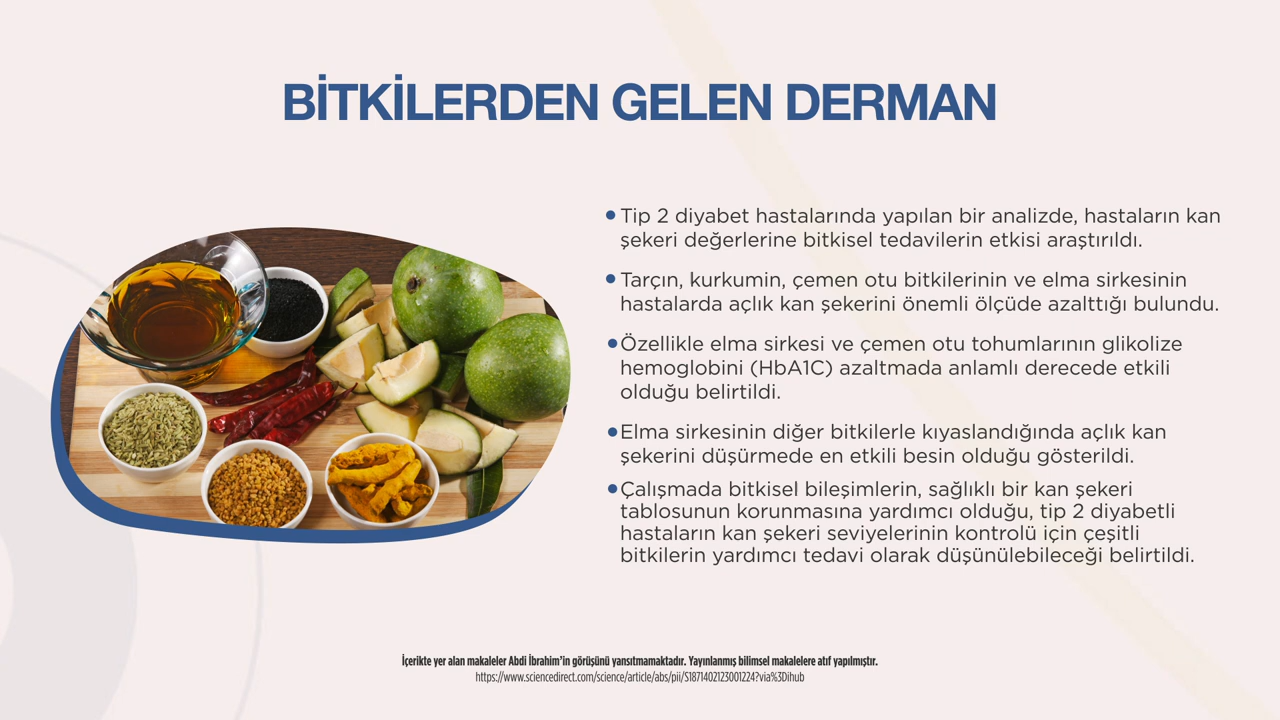 BİTKİLERDEN GELEN DERMAN
• Tip 2 diyabet hastalarında yapılan bir analizde, hastaların kan
şekeri değerlerine bitkisel tedavilerin etkisi araştırıldı.
• Tarçın, kurkumin, çemen otu bitkilerinin ve elma sirkesinin
hastalarda açlık kan şekerini önemli ölçüde azalttığı bulundu.
• Özellikle elma sirkesi ve çemen otu tohumlarının glikolize
hemoglobini (HbA1C) azaltmada anlamlı derecede etkili
olduğu belirtildi.
• Elma sirkesinin diğer bitkilerle kıyaslandığında açlık kan
şekerini düşürmede en etkili besin olduğu gösterildi.
• Çalışmada bitkisel bileşimlerin, sağlıklı bir kan şekeri
tablosunun korunmasına yardımcı olduğu, tip 2 diyabetli
hastaların kan şekeri seviyelerinin kontrolü için çeşitli
bitkilerin yardımcı tedavi olarak düşünülebileceği belirtildi.
İçerikte yer alan makaleler Abdi İbrahim'in görüşünü yansıtmamaktadır. Yayınlanmış bilimsel makalelere atıf yapılmıştır.
https://www.sciencedirect.com/science/article/abs/pii/S1871402123001224?via%3Dihub